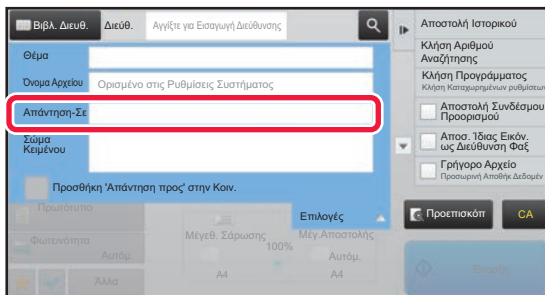 Βιβλ. Διευθ.
Διεύθ.
Αγγίξτε για Εισαγωγή Διεύθυνσης
Θέμα
Όνομα Αρχείου
Ορισμένο στις Ρυθμίσεις Συστήματος
Απάντηση-Σε
Σώμα
Κειμένου
Προσθήκη 'Απάντηση προς' στην Κοιν.
Επιλογές
Πρωτότυπο
Φωτεινότητα
Αυτόμ.
Άλλα
Μέγεθ. Σάρωσης
100%
A4
Μέγ.Αποστολής
Αυτόμ.
A4
Αποστολή Ιστορικού
Κλήση Αριθμού
Αναζήτησης
Κλήση Προγράμματος
Κλήση Καταχωρημένων ρυθμίσεων
Αποστολή Συνδέσμου
Προορισμού
Αποσ. Ίδιας Εικόν.
ως Διεύθυνση Φαξ
Γρήγορο Αρχείο
Προσωρινή Αποθήκ Δεδομέν
Προεπισκόπ
CA
Έναρξη